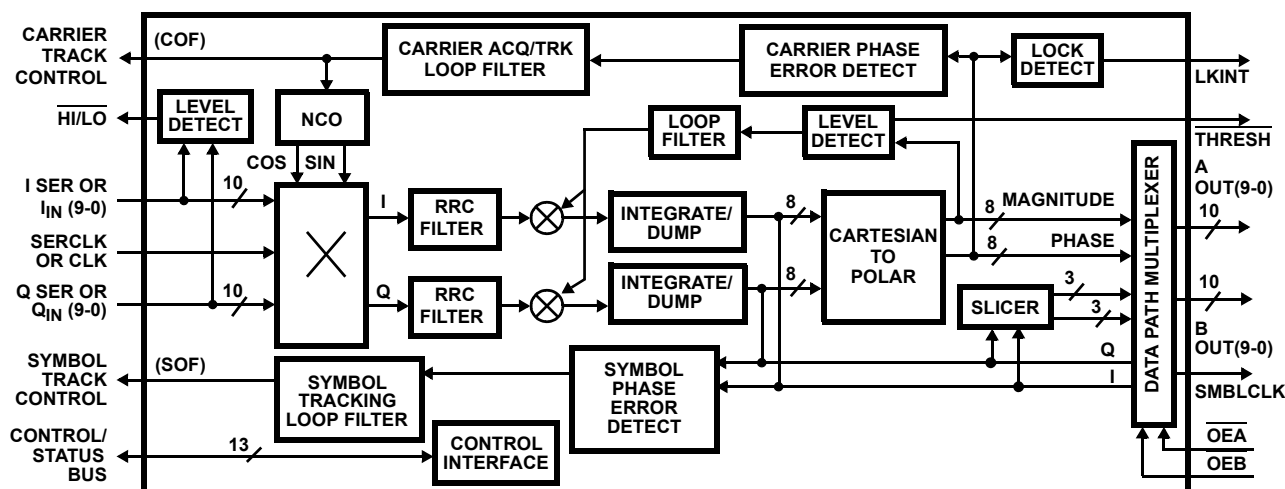 CARRIER
TRACK
CONTROL
(COF)
CARRIER ACQ/TRK
LOOP FILTER
CARRIER PHASE
ERROR DETECT
LOCK
DETECT
LKINT
HI/LO
LEVEL
DETECT
NCO
LOOP
FILTER
LEVEL
DETECT
THRESH
COS
SIN
I SER OR
IIN (9-0)
10
I
RRC
FILTER
INTEGRATE/
DUMP
8
CARTESIAN
TO
POLAR
8
MAGNITUDE
8
PHASE
DATA PATH MULTIPLEXER
A
OUT(9-0)
10
SERCLK
OR CLK
Q SER OR
QIN (9-0)
10
Q
RRC
FILTER
INTEGRATE/
DUMP
8
SLICER
3
3
10
B
OUT(9-0)
SYMBOL
TRACK
CONTROL
(SOF)
SYMBOL
TRACKING
LOOP FILTER
SYMBOL
PHASE
ERROR
DETECT
Q
I
SMBLCLK
CONTROL/
STATUS
BUS
13
CONTROL
INTERFACE
OEA
OEB